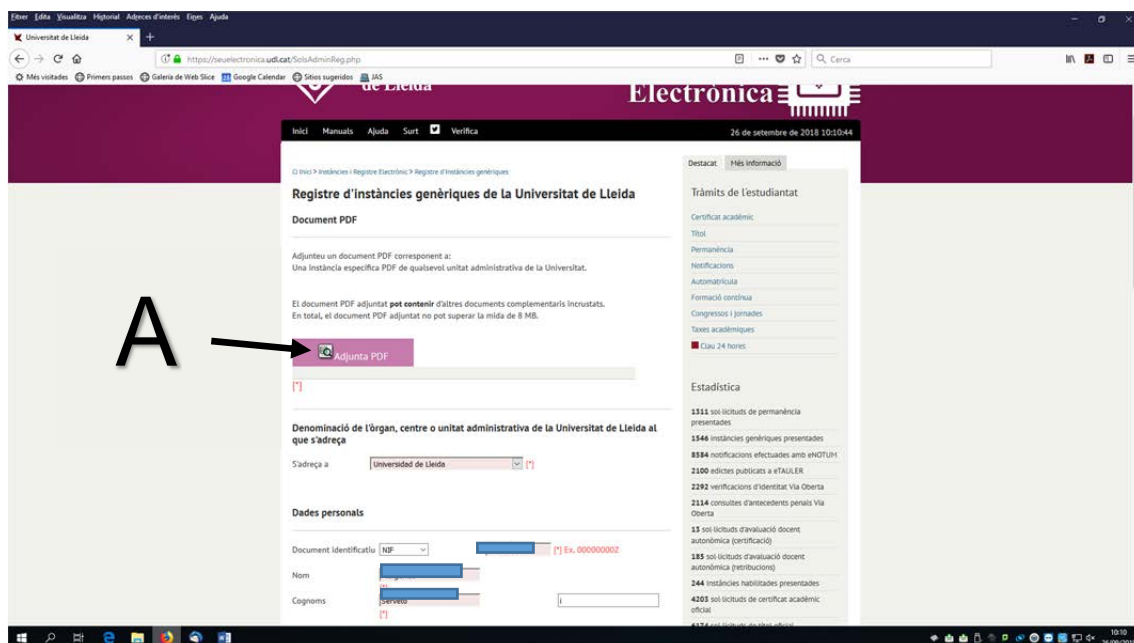 Fitxer Edita Visualitza Historial Adreces d'interès Eines Ajuda
Universitat de Lleida
https://seuelectronica.udl.cat/SolsAdminReg.php
Cerca
Més visitades Primers passos Galeria de Web Slice Google Calendar Sitios sugeridos JAS
de Lleida
Electrònica
Inici Manuals Ajuda Surt Verifica
26 de setembre de 2018 10:10:44
Inici > Instàncies i Registre Electrònic > Registre d'Instàncies genèriques
Registre d'instàncies genèriques de la Universitat de Lleida
Document PDF
Adjunteu un document PDF corresponent a:
Una instància específica PDF de qualsevol unitat administrativa de la Universitat.
El document PDF adjuntat pot contenir d'altres documents complementaris incrustats.
En total, el document PDF adjuntat no pot superar la mida de 8 MB.
A
Adjunta PDF
[*]
Denominació de l'òrgan, centre o unitat administrativa de la Universitat de Lleida al
que s'adreça
S'adreça a Universidad de Lleida [*]
Dades personals
Document identificatiu NIF [*] Ex. 00000000Z
Nom
[*]
Cognoms i
[*]
Destacat Més informació
Tràmits de l'estudiantat
Certificat acadèmic
Títol
Permanència
Notificacions
Automatrícula
Formació contínua
Congressos i jornades
Taxes acadèmiques
Clau 24 hores
Estadística
1311 sol·licituds de permanència
presentades
1546 instàncies genèriques presentades
8584 notificacions efectuades amb eNOTUM
2100 edictes publicats a eTAULER
2292 verificacions d'identitat Via Oberta
2114 consultes d'antecedents penals Via
Oberta
13 sol·licituds d'avaluació docent
autonòmica (certificació)
185 sol·licituds d'avaluació docent
autonòmica (retribucions)
244 instàncies habilitades presentades
4203 sol·licituds de certificat acadèmic
oficial
10:10